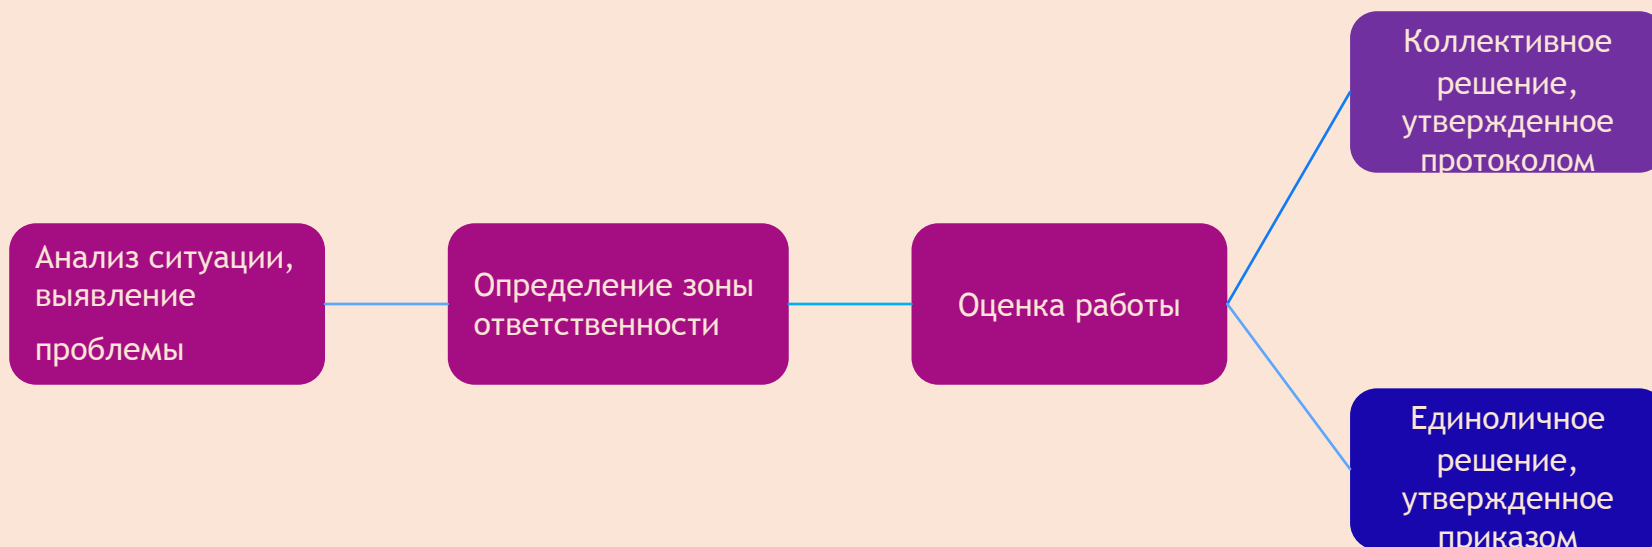 Анализ ситуации,
выявление
проблемы
Определение зоны
ответственности
Оценка работы
Коллективное
решение,
утвержденное
протоколом
Единоличное
решение,
утвержденное
приказом